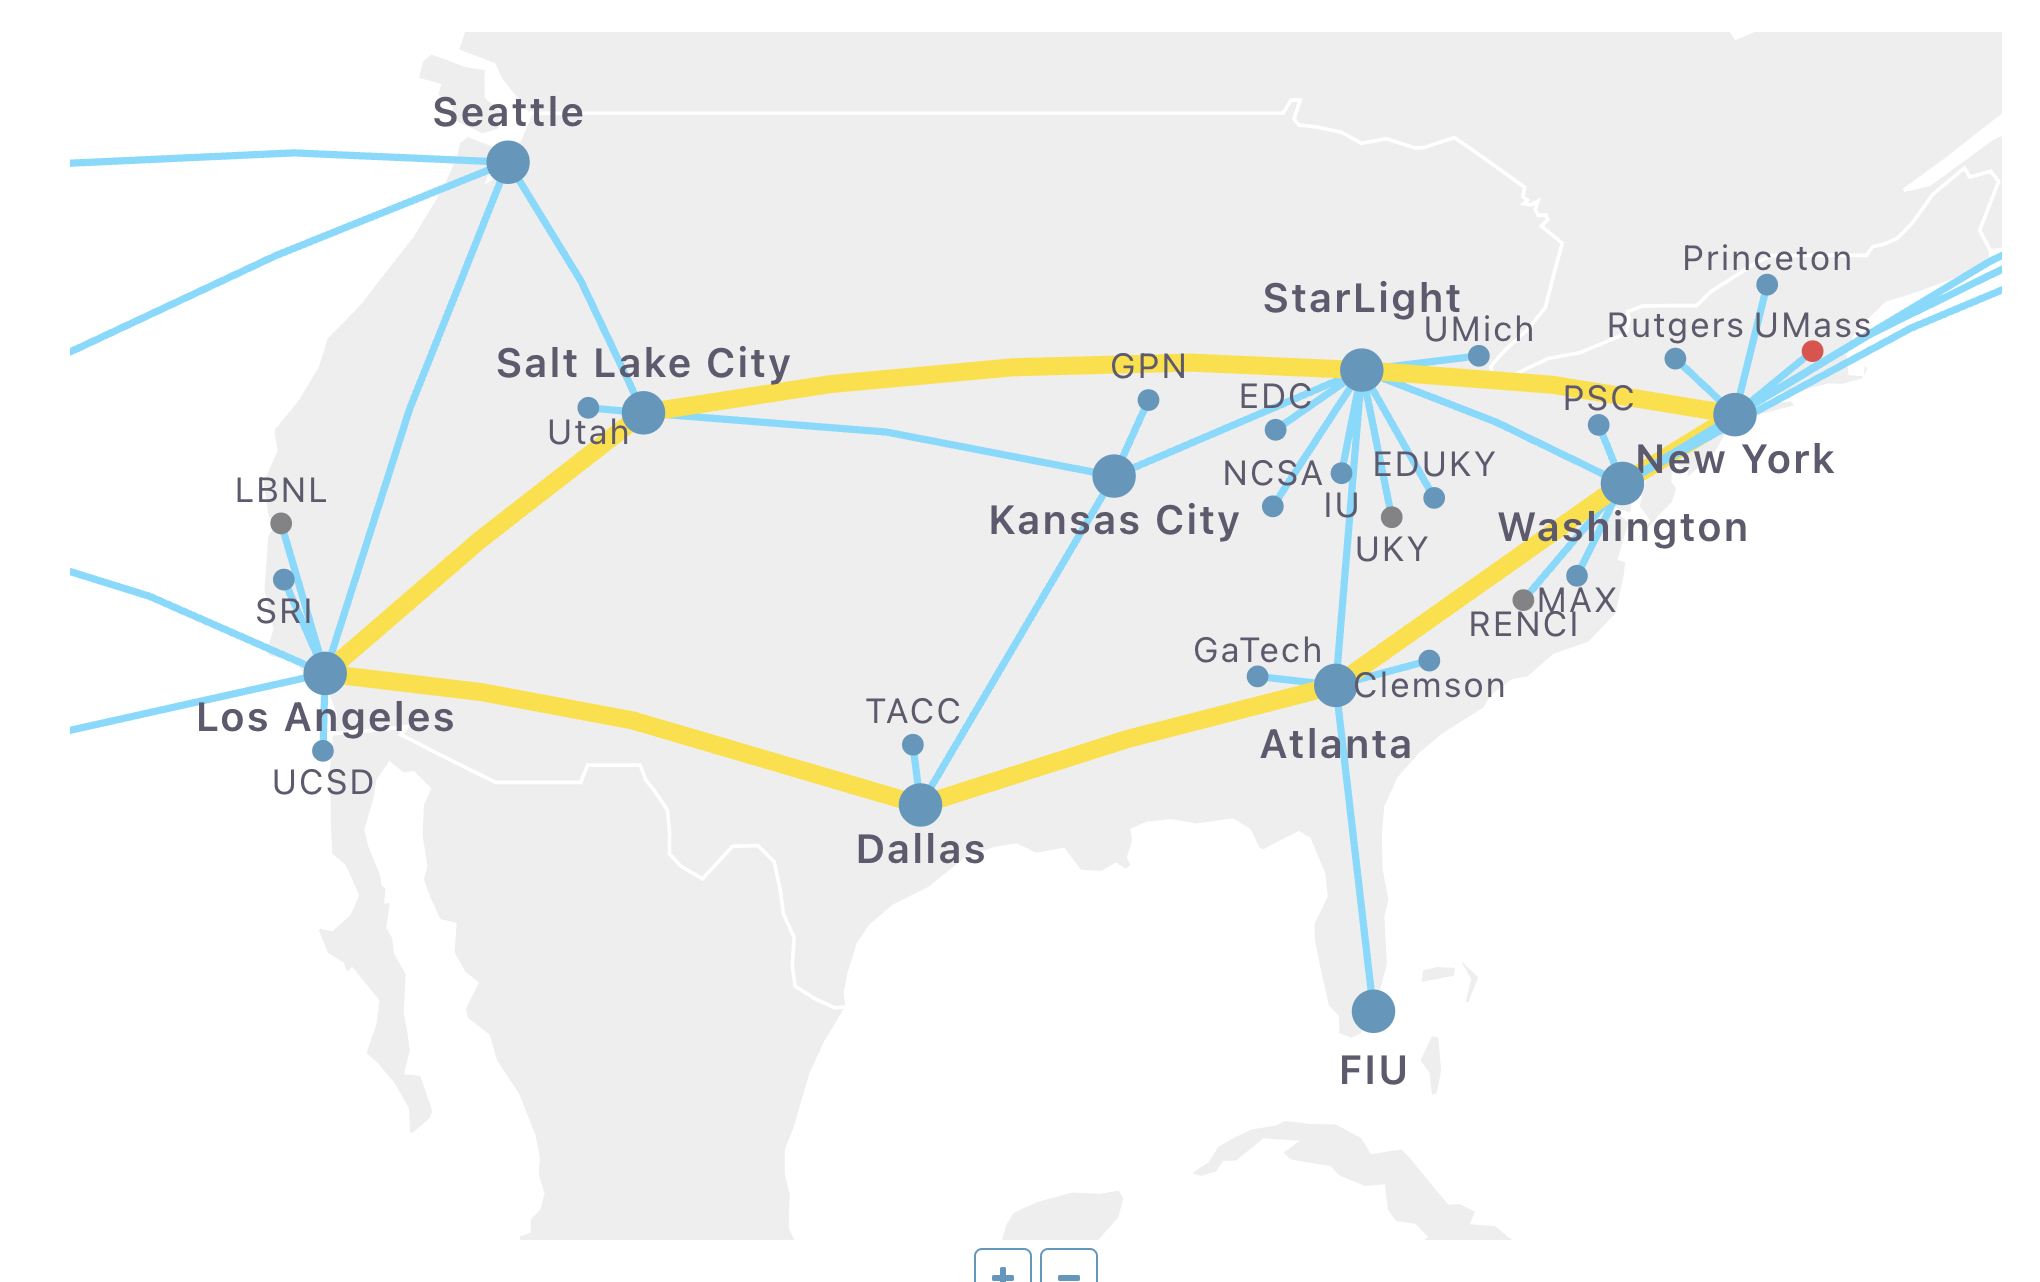 Seattle
Princeton
StarLight
Rutgers
UMass
UMich
Salt Lake City
GPN
EDC
PSC
Utah
New York
EDUKY
NCSA
LBNL
IU
Kansas City
Washington
UKY
MAX
SRI
RENCI
GaTech
Clemson
TACC
Los Angeles
Atlanta
UCSD
Dallas
FIU
+
−